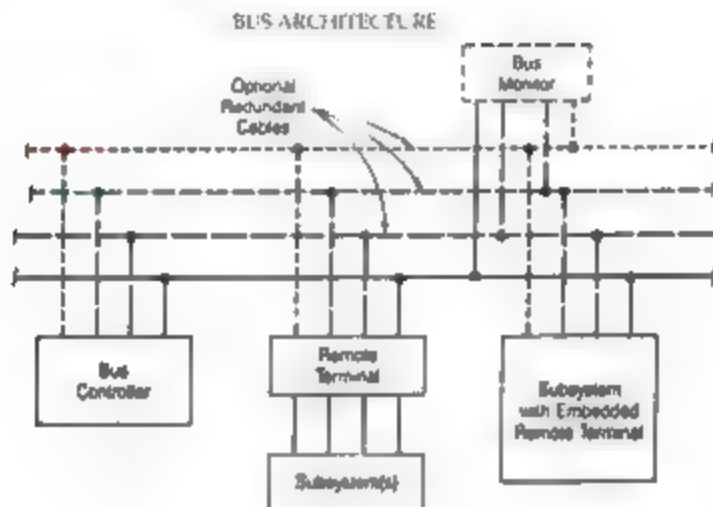 BUS ARCHITECTURE
Bus
Monitor
Optional
Redundant
Cables
Bus
Controller
Remote
Terminal
Subsystem
with Embedded
Remote Terminal
Subsystem(s)